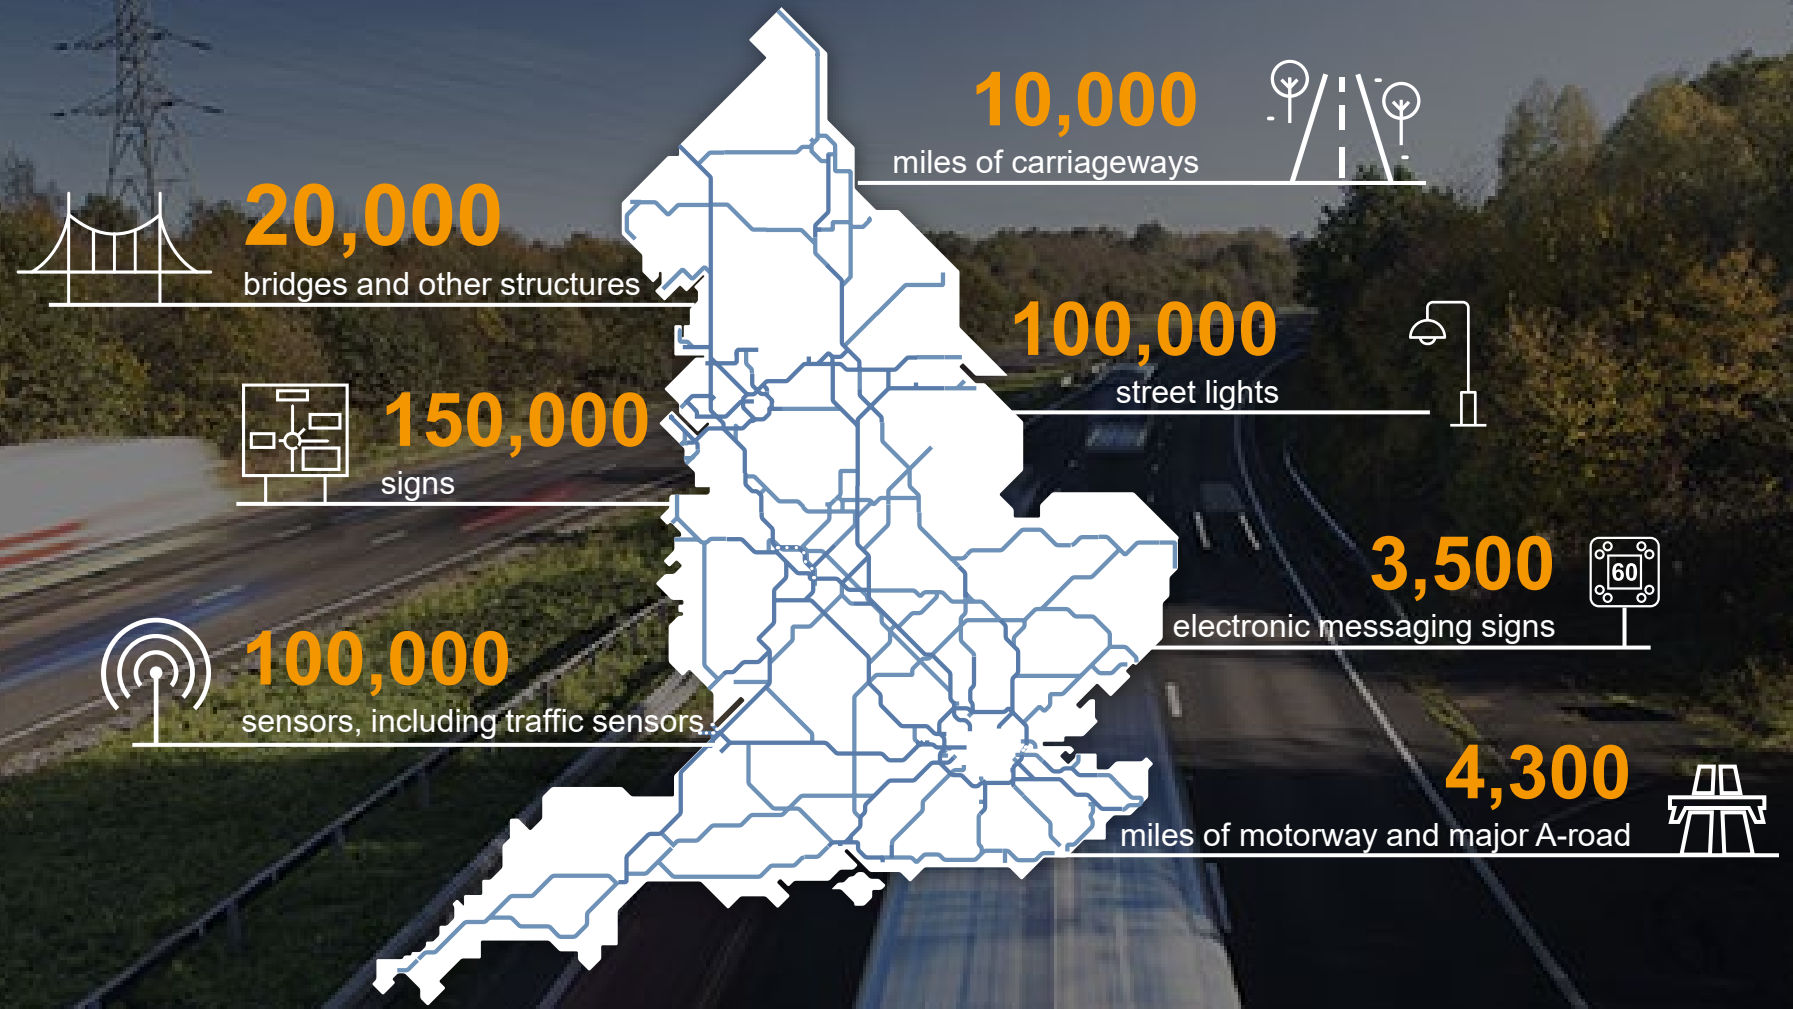 10,000
miles of carriageways
20,000
bridges and other structures
100,000
street lights
150,000
signs
3,500
60
electronic messaging signs
100,000
sensors, including traffic sensors
4,300
miles of motorway and major A-road